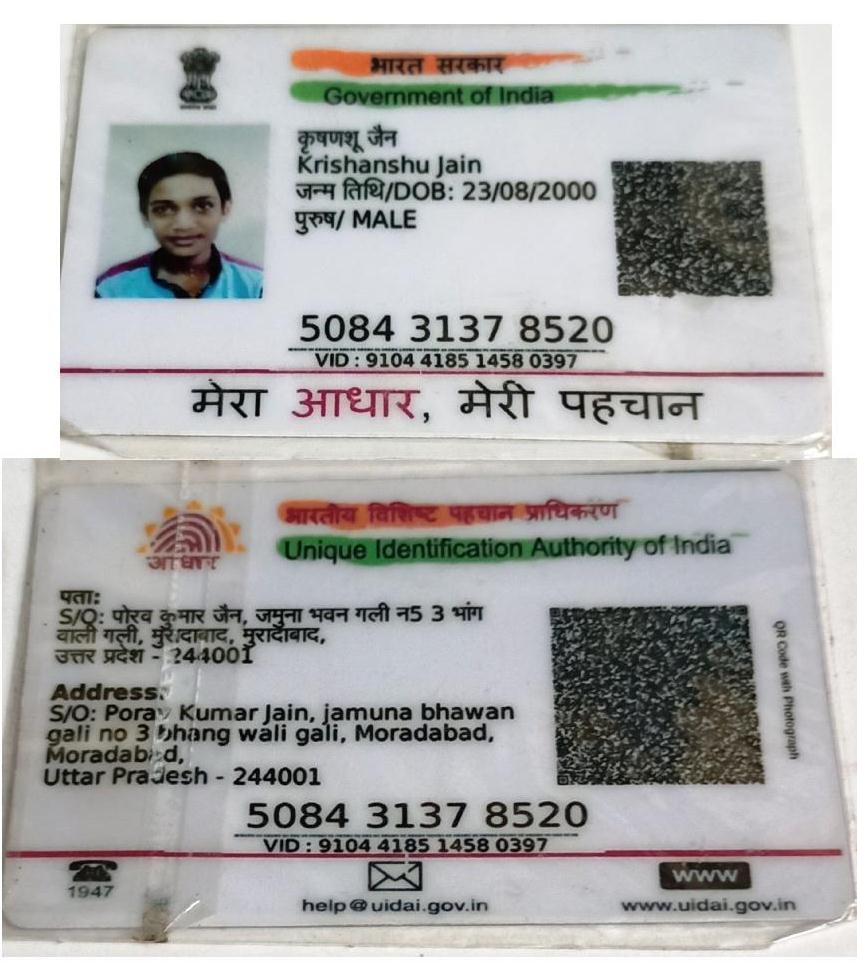 भारत सरकार
Government of India
कृषणशू जैन
Krishanshu Jain
जन्म तिथि/DOB: 23/08/2000
पुरुष/ MALE
5084 3137 8520
VID : 9104 4185 1458 0397
मेरा आधार, मेरी पहचान
भारतीय विशिष्ट पहचान प्राधिकरण
Unique Identification Authority of India
आधार
पता:
S/O: पोरव कुमार जैन, जमुना भवन गली न5 3 भांग
वाली गली, मुरादाबाद, मुरादाबाद,
उत्तर प्रदेश - 244001
Address:
S/O: Porav Kumar Jain, jamuna bhawan
gali no 3 bhang wali gali, Moradabad,
Moradabad,
Uttar Pradesh - 244001
QR Code with Photograph
5084 3137 8520
VID : 9104 4185 1458 0397
1947
help@uidai.gov.in
www
www.uidai.gov.in